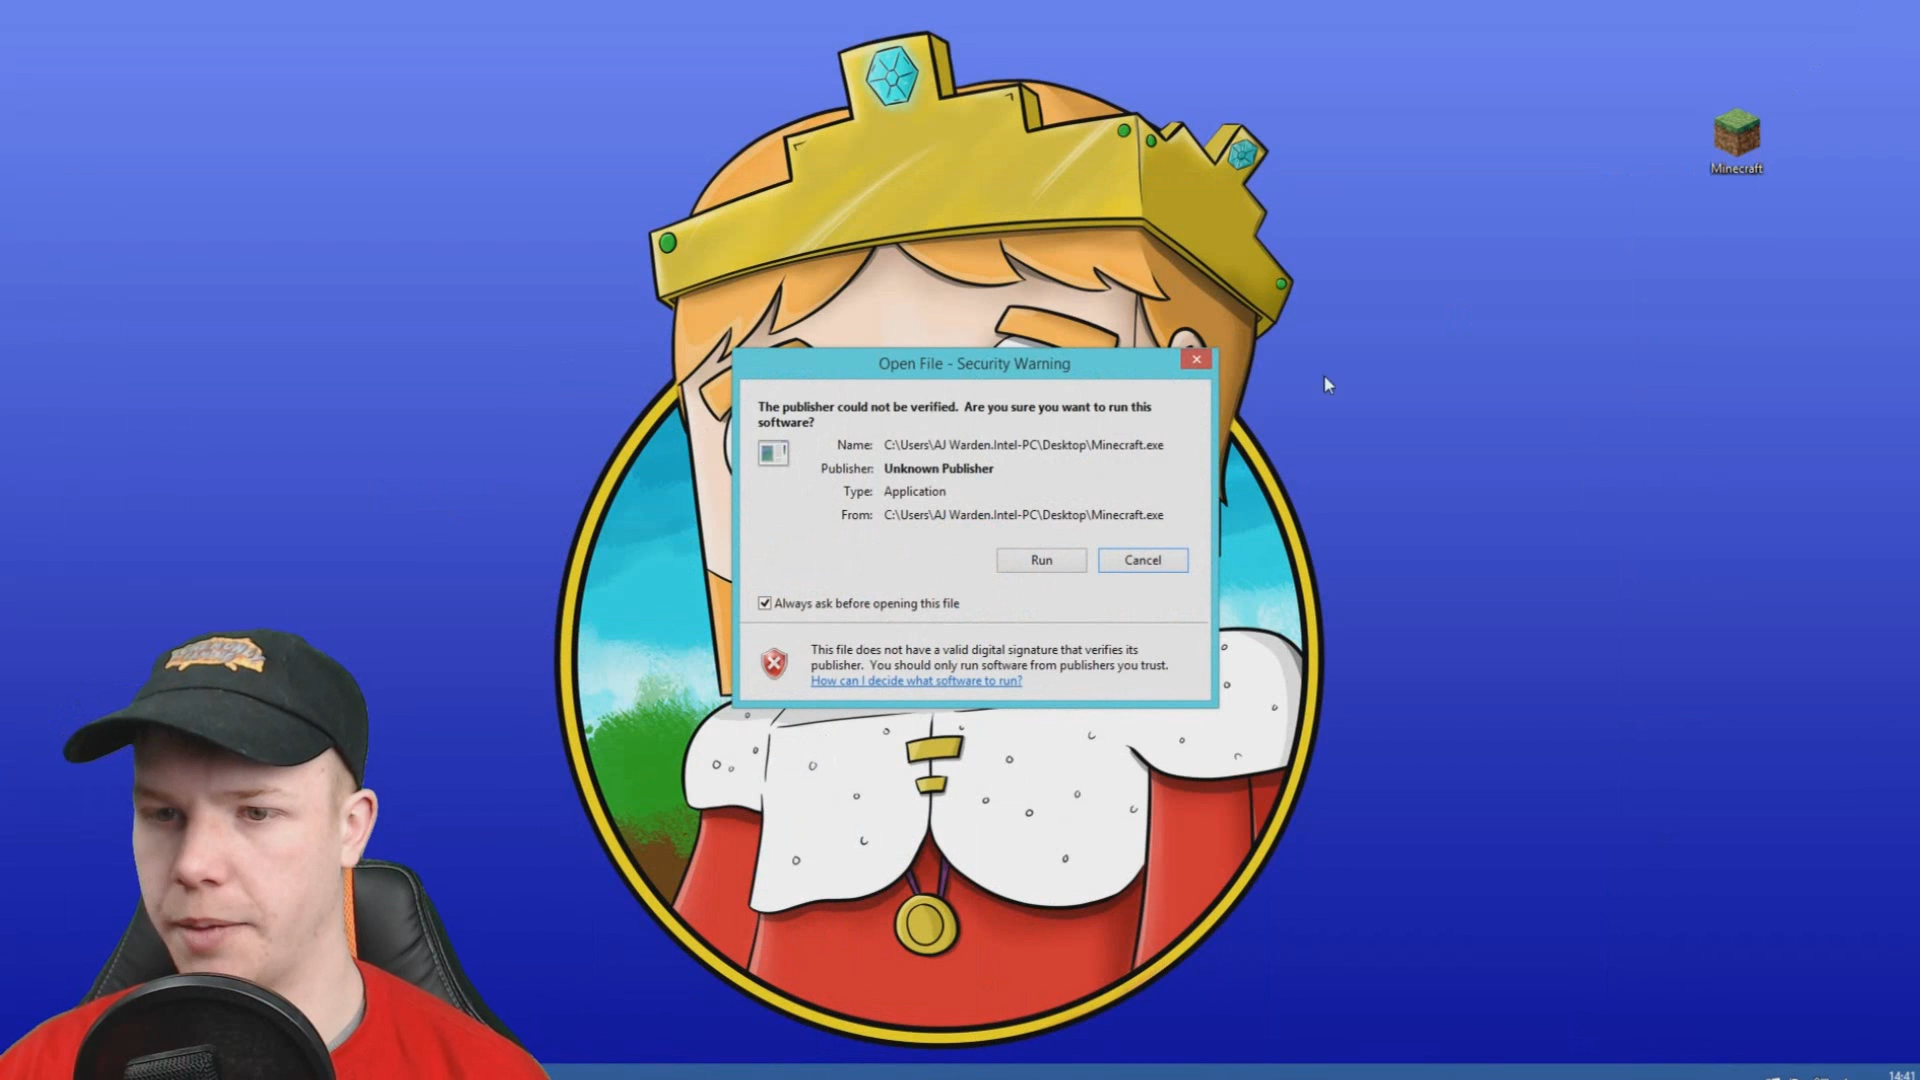 Minecraft
Open File - Security Warning
The publisher could not be verified. Are you sure you want to run this
software?
Name: C:\Users\AJ Warden.Intel-PC\Desktop\Minecraft.exe
Publisher: Unknown Publisher
Type: Application
From: C:\Users\AJ Warden.Intel-PC\Desktop\Minecraft.exe
Run
Cancel
Always ask before opening this file
This file does not have a valid digital signature that verifies its
publisher. You should only run software from publishers you trust.
How can I decide what software to run?
14:41